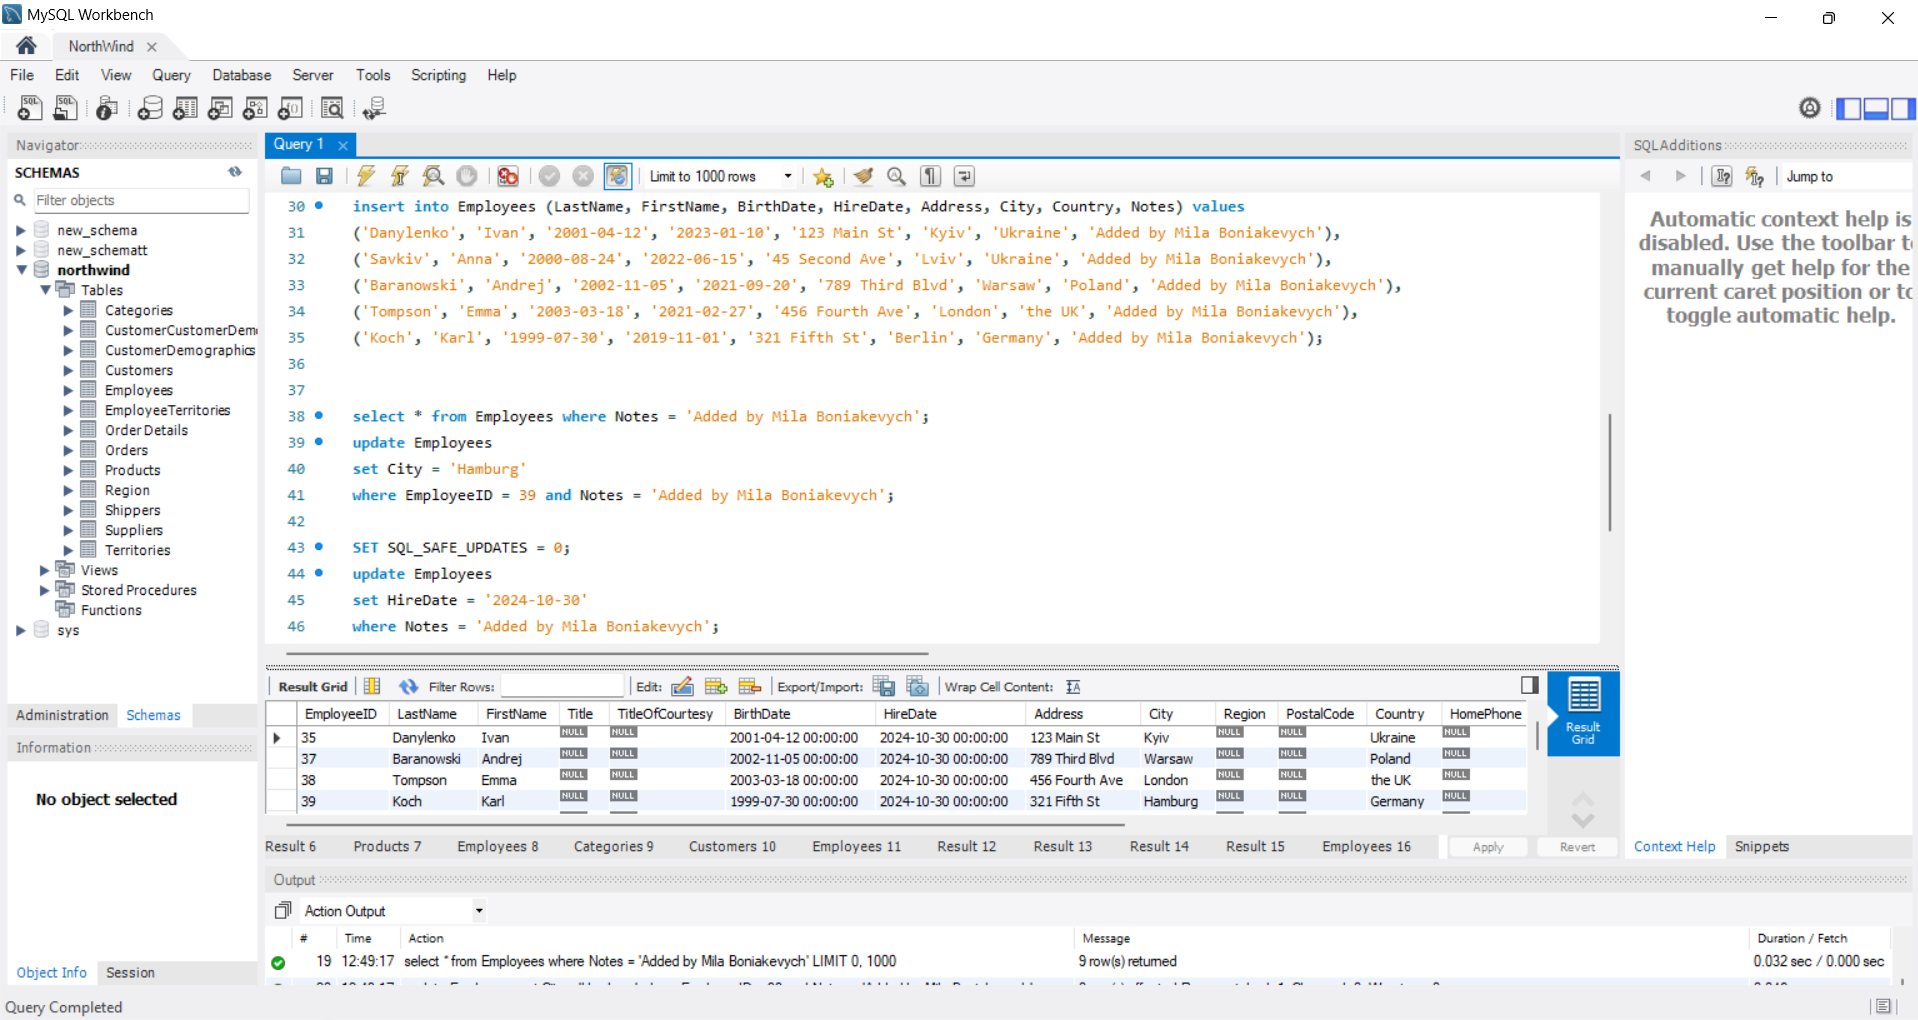 MySQL Workbench
NorthWind
File Edit View Query Database Server Tools Scripting Help
Navigator
SCHEMAS
Filter objects
new_schema
new_schematt
northwind
Tables
Categories
CustomerCustomerDem
CustomerDemographics
Customers
Employees
EmployeeTerritories
Order Details
Orders
Products
Region
Shippers
Suppliers
Territories
Views
Stored Procedures
Functions
sys
Administration Schemas
Information
No object selected
Object Info Session
Query Completed
Query 1
Limit to 1000 rows
30 insert into Employees (LastName, FirstName, BirthDate, HireDate, Address, City, Country, Notes) values
31 ('Danylenko', 'Ivan', '2001-04-12', '2023-01-10', '123 Main St', 'Kyiv', 'Ukraine', 'Added by Mila Boniakevych'),
32 ('Savkiv', 'Anna', '2000-08-24', '2022-06-15', '45 Second Ave', 'Lviv', 'Ukraine', 'Added by Mila Boniakevych'),
33 ('Baranowski', 'Andrej', '2002-11-05', '2021-09-20', '789 Third Blvd', 'Warsaw', 'Poland', 'Added by Mila Boniakevych'),
34 ('Tompson', 'Emma', '2003-03-18', '2021-02-27', '456 Fourth Ave', 'London', 'the UK', 'Added by Mila Boniakevych'),
35 ('Koch', 'Karl', '1999-07-30', '2019-11-01', '321 Fifth St', 'Berlin', 'Germany', 'Added by Mila Boniakevych');
36
37
38 select * from Employees where Notes = 'Added by Mila Boniakevych';
39 update Employees
40 set City = 'Hamburg'
41 where EmployeeID = 39 and Notes = 'Added by Mila Boniakevych';
42
43 SET SQL_SAFE_UPDATES = 0;
44 update Employees
45 set HireDate = '2024-10-30'
46 where Notes = 'Added by Mila Boniakevych';
Result Grid Filter Rows: Edit: Export/Import: Wrap Cell Content:
EmployeeID LastName FirstName Title TitleOfCourtesy BirthDate HireDate Address City Region PostalCode Country HomePhone
35 Danylenko Ivan NULL NULL 2001-04-12 00:00:00 2024-10-30 00:00:00 123 Main St Kyiv NULL NULL Ukraine NULL
37 Baranowski Andrej NULL NULL 2002-11-05 00:00:00 2024-10-30 00:00:00 789 Third Blvd Warsaw NULL NULL Poland NULL
38 Tompson Emma NULL NULL 2003-03-18 00:00:00 2024-10-30 00:00:00 456 Fourth Ave London NULL NULL the UK NULL
39 Koch Karl NULL NULL 1999-07-30 00:00:00 2024-10-30 00:00:00 321 Fifth St Hamburg NULL NULL Germany NULL
Result Grid
Result 6 Products 7 Employees 8 Categories 9 Customers 10 Employees 11 Result 12 Result 13 Result 14 Result 15 Employees 16 Apply Revert
Output
Action Output
# Time Action Message Duration / Fetch
19 12:49:17 select * from Employees where Notes = 'Added by Mila Boniakevych' LIMIT 0, 1000 9 row(s) returned 0.032 sec / 0.000 sec
SQLAdditions
Jump to
Automatic context help is
disabled. Use the toolbar t
manually get help for the
current caret position or to
toggle automatic help.
Context Help Snippets